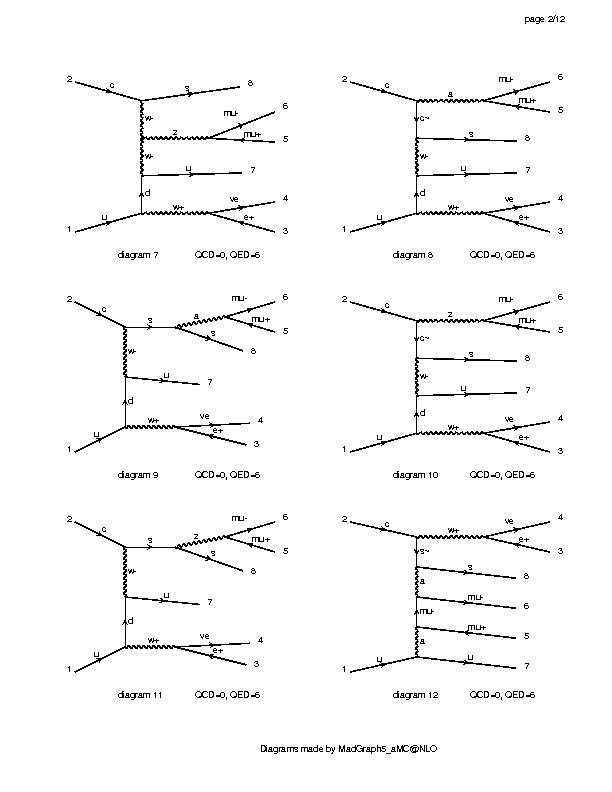 page 2/12
2 c s 8
w-
mu- 6
z
mu+ 5
w-
u 7
d
w+ ve 4
e+
1 u 3
diagram 7 QCD=0, QED=6
2 c a mu- 6
mu+ 5
c~
s 8
w-
u 7
d
w+ ve 4
e+
1 u 3
diagram 8 QCD=0, QED=6
2 c s a mu- 6
mu+ 5
s 8
w-
u 7
d
w+ ve 4
e+
1 u 3
diagram 9 QCD=0, QED=6
2 c z mu- 6
mu+ 5
c~
s 8
w-
u 7
d
w+ ve 4
e+
1 u 3
diagram 10 QCD=0, QED=6
2 c s z mu- 6
mu+ 5
s 8
w-
u 7
d
w+ ve 4
e+
1 u 3
diagram 11 QCD=0, QED=6
2 c w+ ve 4
e+ 3
s~
s 8
a
mu- 6
mu-
mu+ 5
a
u 7
1 u
diagram 12 QCD=0, QED=6
Diagrams made by MadGraph5_aMC@NLO